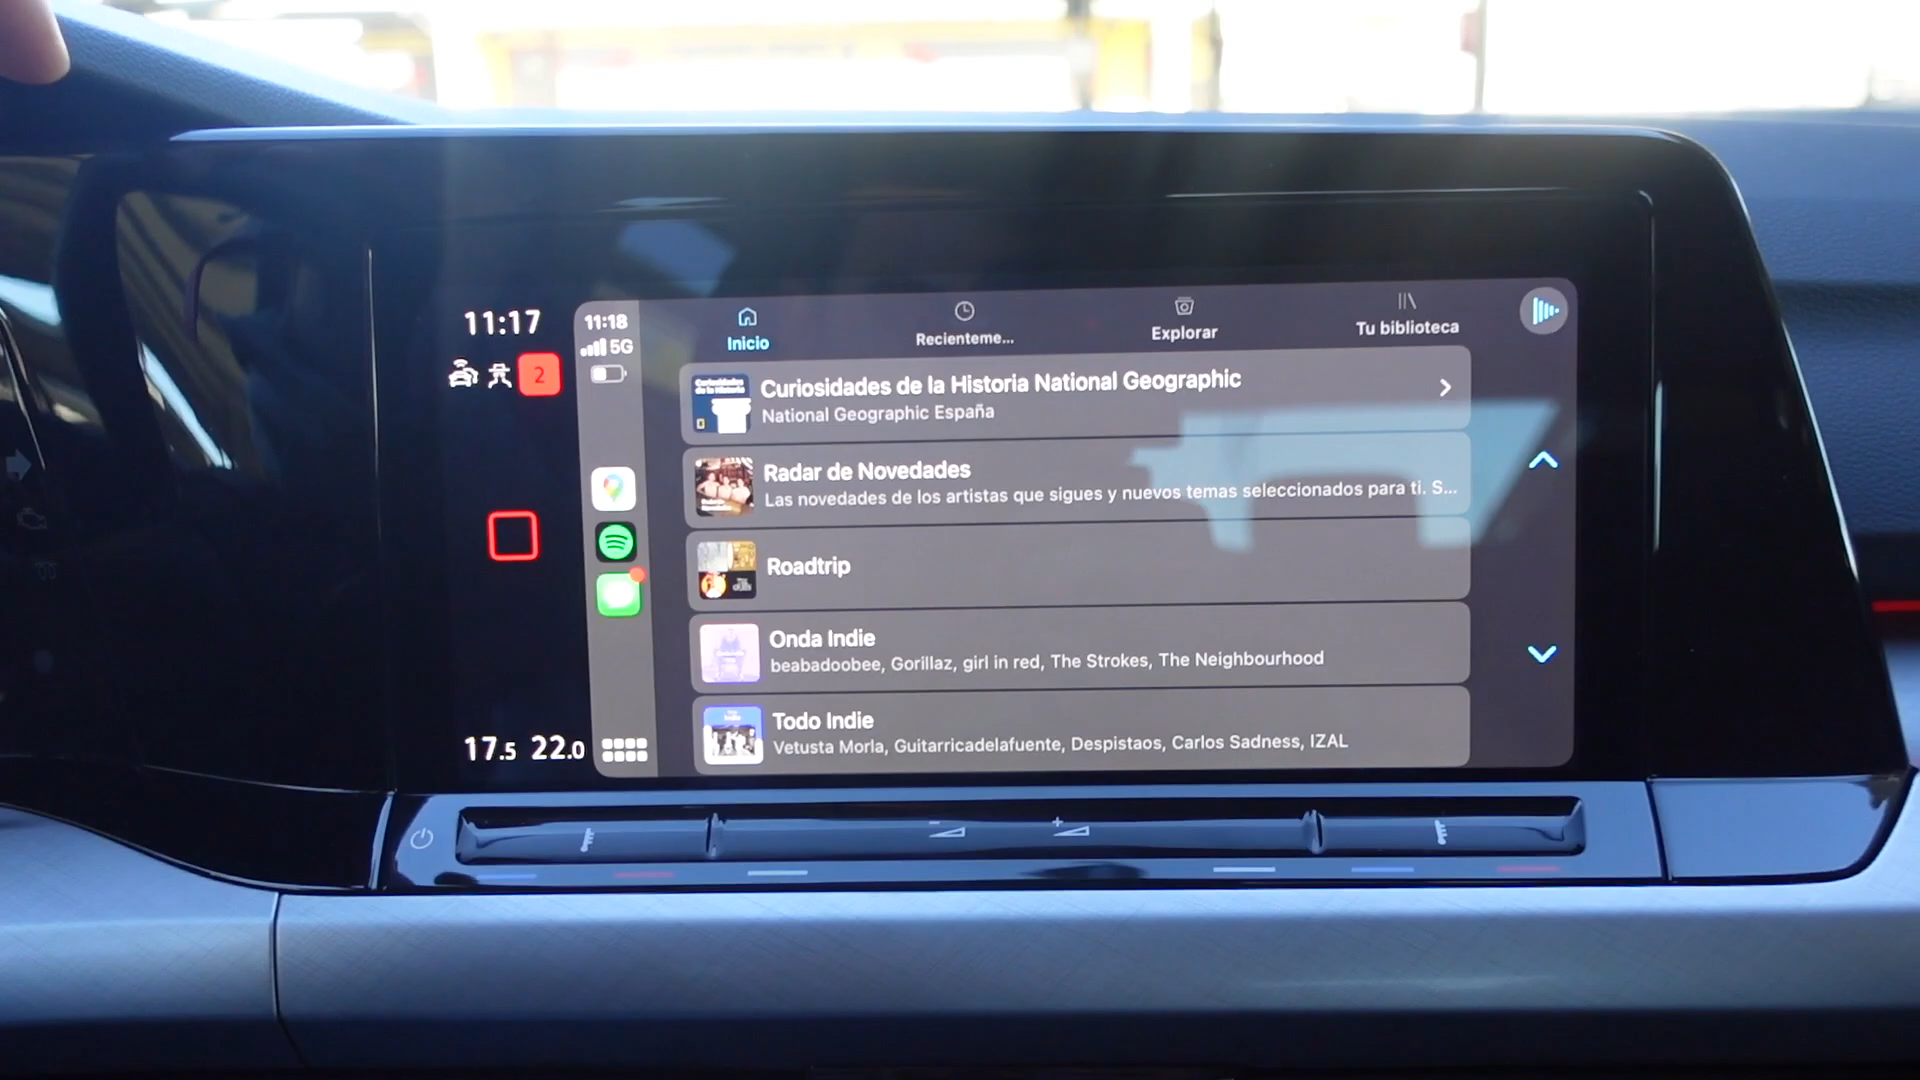 11:17
2
11:18
5G
Inicio
Recienteme...
Explorar
Tu biblioteca
Curiosidades de la Historia National Geographic
National Geographic España
Radar de Novedades
Las novedades de los artistas que sigues y nuevos temas seleccionados para ti. S...
Roadtrip
Onda Indie
beabadoobee, Gorillaz, girl in red, The Strokes, The Neighbourhood
Todo Indie
Vetusta Morla, Guitarricadelafuente, Despistaos, Carlos Sadness, IZAL
17.5 22.0
- +